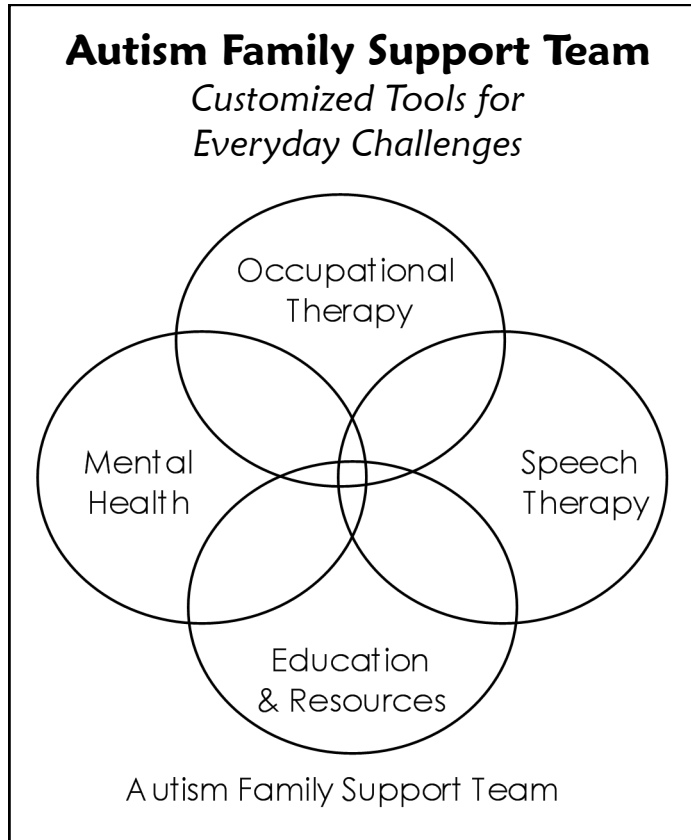 Autism Family Support Team
Customized Tools for
Everyday Challenges
Occupational
Therapy
Mental
Health
Speech
Therapy
Education
& Resources
Autism Family Support Team